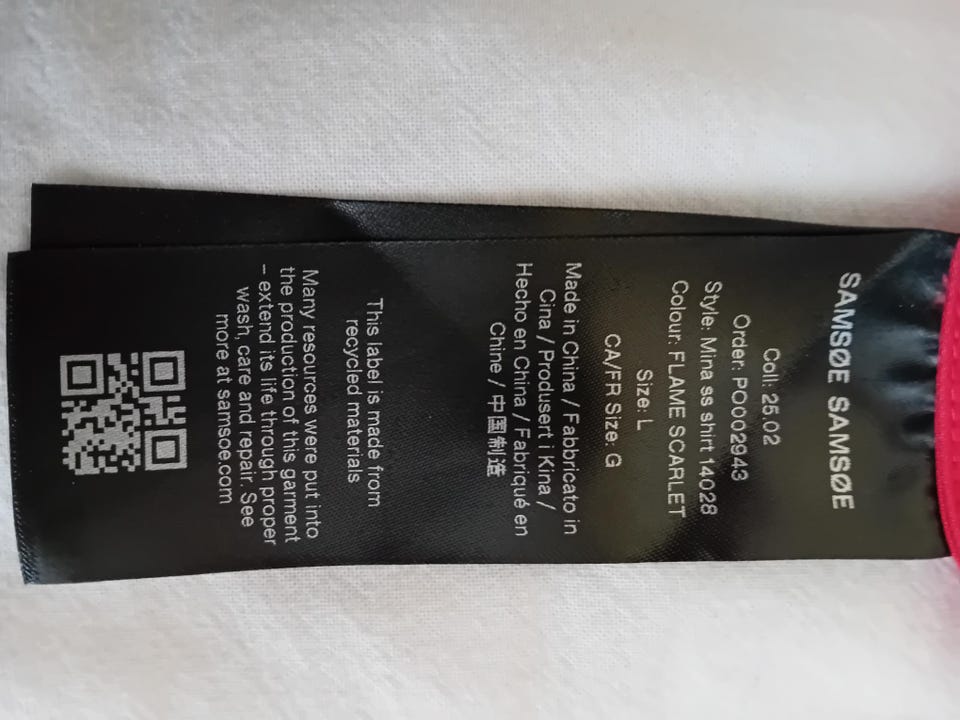 SAMSØE SAMSØE
Coll: 25.02
Order: PO002943
Style: Mina ss shirt 14028
Colour: FLAME SCARLET
Size: L
CA/FR Size: G
Made in China / Fabbricato in
Cina / Produsert i Kina /
Hecho en China / Fabriqué en
Chine / 中国制造
This label is made from
recycled materials
Many resources were put into
the production of this garment
– extend its life through proper
wash, care and repair. See
more at samsoe.com